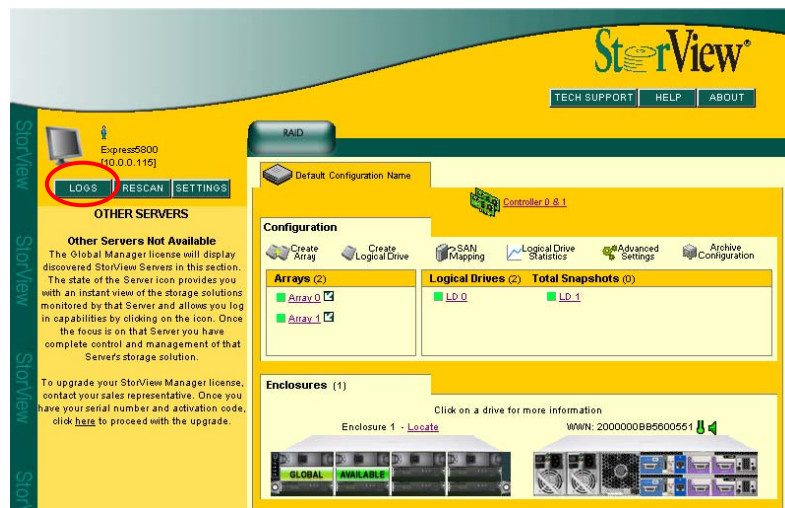 StorView®
TECH SUPPORT HELP ABOUT
StorView
StorView
StorView
Stor
Express5800
[10.0.0.115]
LOGS RESCAN SETTINGS
OTHER SERVERS
Other Servers Not Available
The Global Manager license will display
discovered StorView Servers in this section.
The state of the Server icon provides you
with an instant view of the storage solutions
monitored by that Server and allows you log
in capabilities by clicking on the icon. Once
the focus is on that Server you have
complete control and management of that
Server's storage solution.
To upgrade your StorView Manager license,
contact your sales representative. Once you
have your serial number and activation code,
click here to proceed with the upgrade.
RAID
Default Configuration Name
Controller 0 & 1
Configuration
Create Array
Create Logical Drive
SAN Mapping
Logical Drive Statistics
Advanced Settings
Archive Configuration
Arrays (2)
Array 0
Array 1
Logical Drives (2) Total Snapshots (0)
LD 0 LD 1
Enclosures (1)
Click on a drive for more information
Enclosure 1 - Locate
WWN: 2000000BB5600551
GLOBAL AVAILABLE